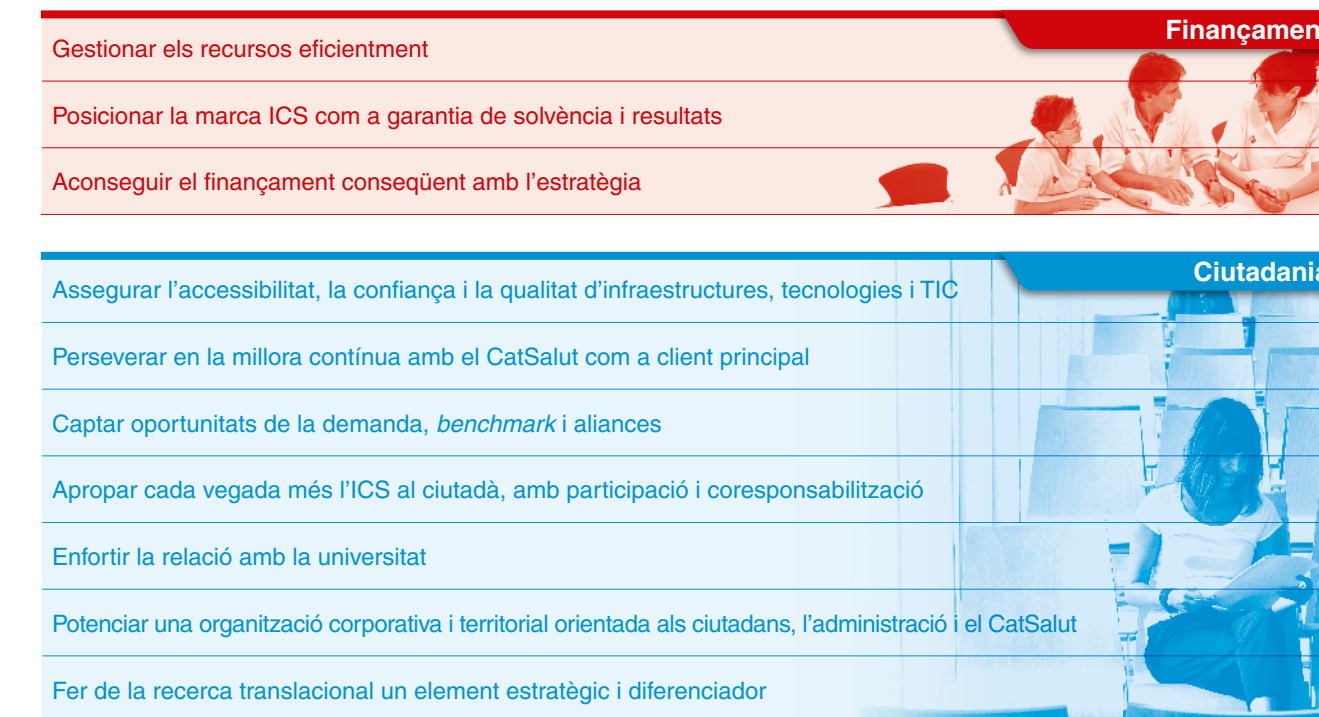 Finançamen
Gestionar els recursos eficientment
Posicionar la marca ICS com a garantia de solvència i resultats
Aconseguir el finançament conseqüent amb l’estratègia
Ciutadania
Assegurar l’accessibilitat, la confiança i la qualitat d’infraestructures, tecnologies i TIC
Perseverar en la millora contínua amb el CatSalut com a client principal
Captar oportunitats de la demanda, benchmark i aliances
Apropar cada vegada més l’ICS al ciutadà, amb participació i coresponsabilització
Enfortir la relació amb la universitat
Potenciar una organització corporativa i territorial orientada als ciutadans, l’administració i el CatSalut
Fer de la recerca translacional un element estratègic i diferenciador